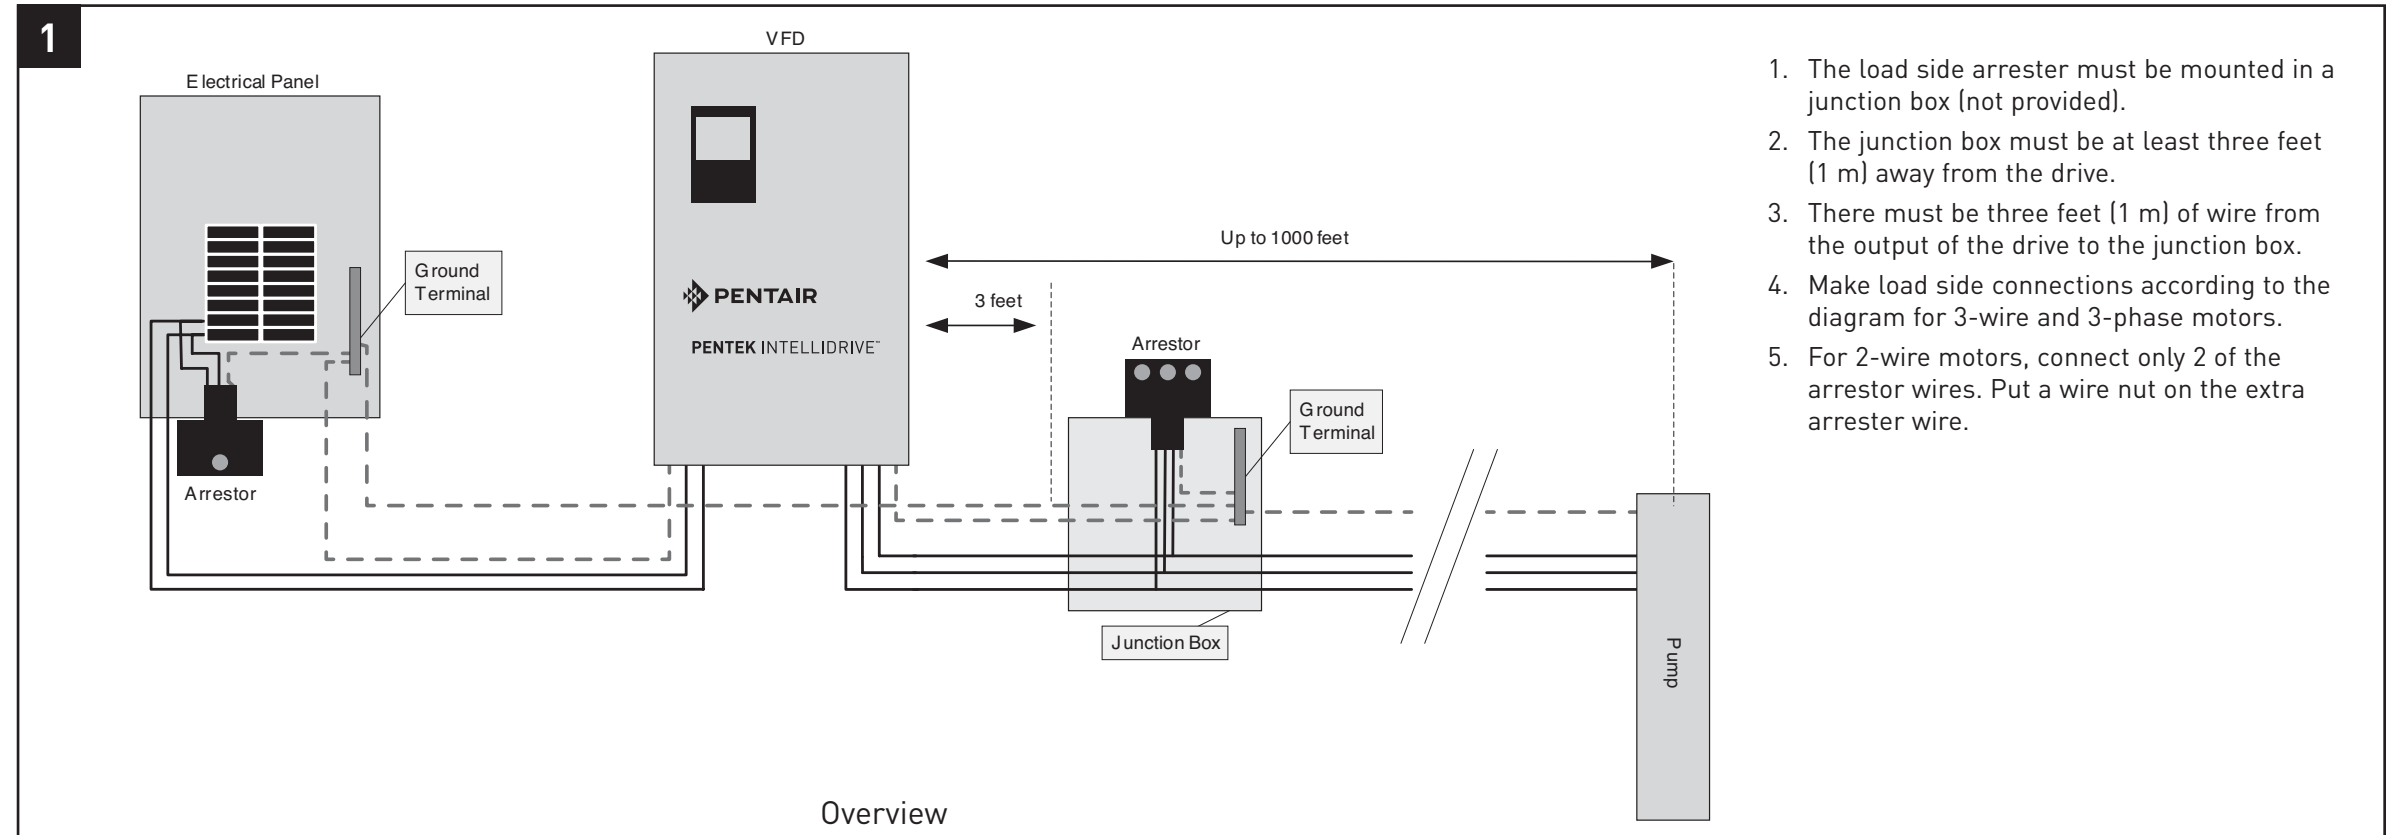 1
VFD
Electrical Panel
Ground
Terminal
Arrestor
PENTAIR
PENTEK INTELLIDRIVE™
Up to 1000 feet
3 feet
Arrestor
Ground
Terminal
Junction Box
Pump
Overview
1. The load side arrester must be mounted in a
junction box (not provided).
2. The junction box must be at least three feet
(1 m) away from the drive.
3. There must be three feet (1 m) of wire from
the output of the drive to the junction box.
4. Make load side connections according to the
diagram for 3-wire and 3-phase motors.
5. For 2-wire motors, connect only 2 of the
arrestor wires. Put a wire nut on the extra
arrester wire.